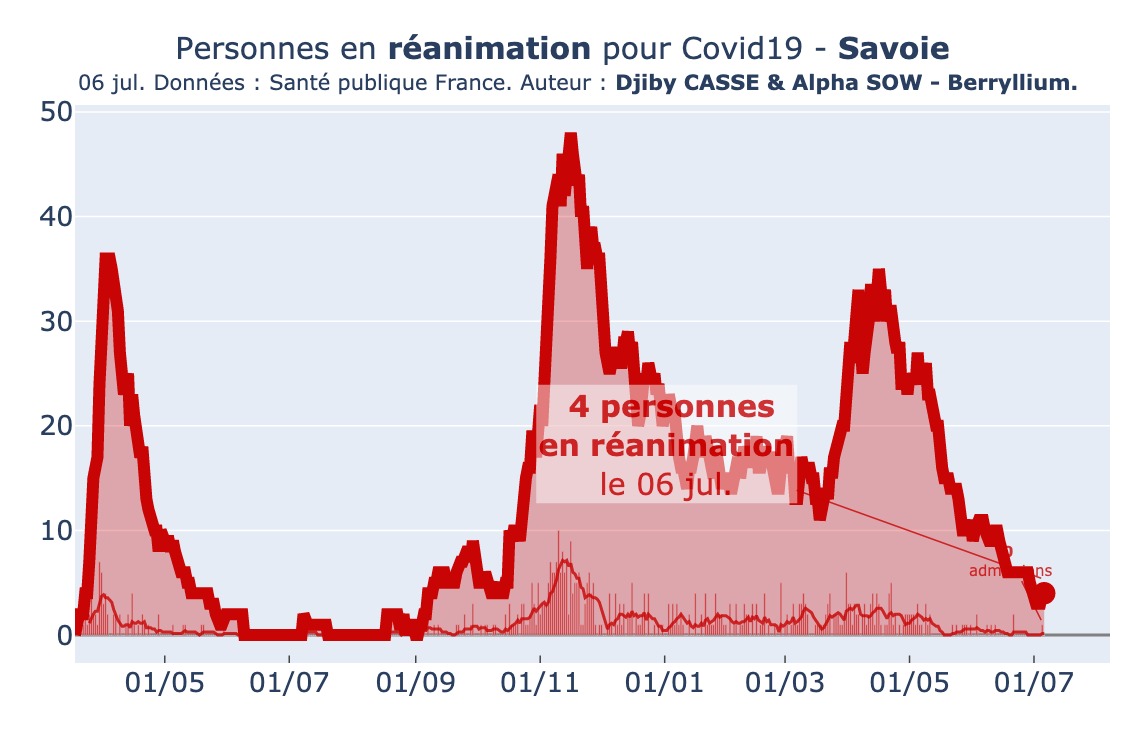 Personnes en réanimation pour Covid19 - Savoie
06 jul. Données : Santé publique France. Auteur : Djiby CASSE & Alpha SOW - Berryllium.
50
40
30
20
10
0
4 personnes
en réanimation
le 06 jul.
01/05
01/07
01/09
01/11
01/01
01/03
01/05
01/07